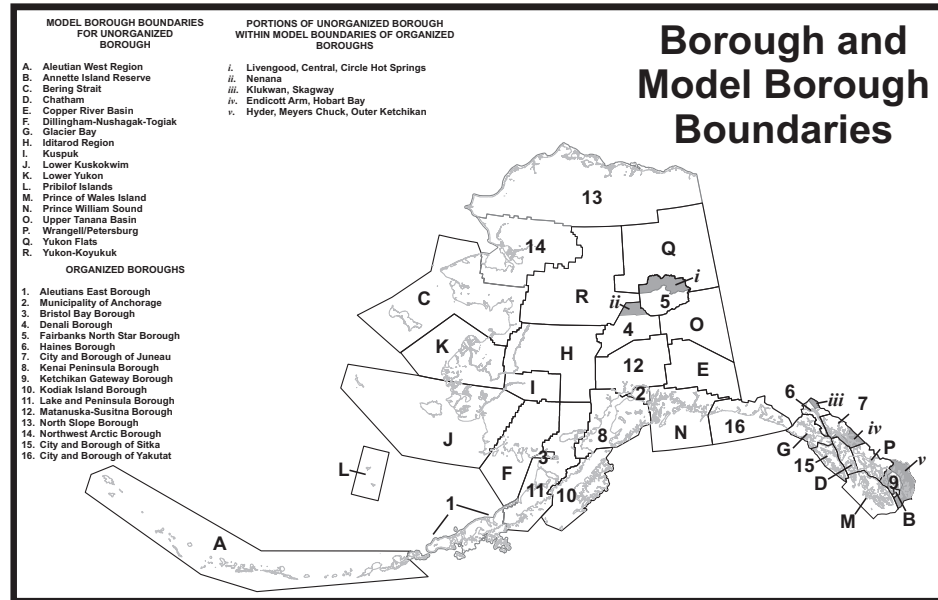 MODEL BOROUGH BOUNDARIES
FOR UNORGANIZED
BOROUGH
A. Aleutian West Region
B. Annette Island Reserve
C. Bering Strait
D. Chatham
E. Copper River Basin
F. Dillingham-Nushagak-Togiak
G. Glacier Bay
H. Iditarod Region
I. Kuspuk
J. Lower Kuskokwim
K. Lower Yukon
L. Pribilof Islands
M. Prince of Wales Island
N. Prince William Sound
O. Upper Tanana Basin
P. Wrangell/Petersburg
Q. Yukon Flats
R. Yukon-Koyukuk
ORGANIZED BOROUGHS
1. Aleutians East Borough
2. Municipality of Anchorage
3. Bristol Bay Borough
4. Denali Borough
5. Fairbanks North Star Borough
6. Haines Borough
7. City and Borough of Juneau
8. Kenai Peninsula Borough
9. Ketchikan Gateway Borough
10. Kodiak Island Borough
11. Lake and Peninsula Borough
12. Matanuska-Susitna Borough
13. North Slope Borough
14. Northwest Arctic Borough
15. City and Borough of Sitka
16. City and Borough of Yakutat
PORTIONS OF UNORGANIZED BOROUGH
WITHIN MODEL BOUNDARIES OF ORGANIZED
BOROUGHS
i. Livengood, Central, Circle Hot Springs
ii. Nenana
iii. Klukwan, Skagway
iv. Endicott Arm, Hobart Bay
v. Hyder, Meyers Chuck, Outer Ketchikan
Borough and
Model Borough
Boundaries
13
14
Q
i
C
R
5
ii
4
O
K
H
12
E
I
2
6
iii
7
J
8
N
16
iv
G
P
v
L
F
3
15
11
10
D
9
1
M
B
A